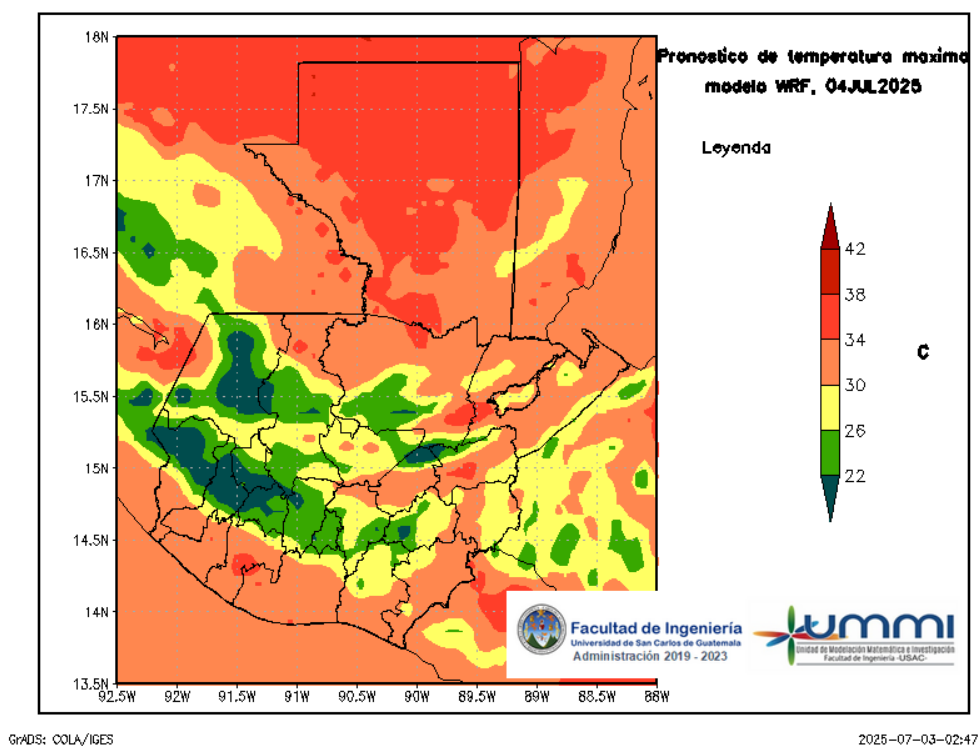 Pronostico de temperatura maxima
modelo WRF, 04JUL2025
Leyenda
42
38
34
30
26
22
C
18N
17.5N
17N
16.5N
16N
15.5N
15N
14.5N
14N
13.5N
92.5W 92W 91.5W 91W 90.5W 90W 89.5W 89W 88.5W 88W
Facultad de Ingeniería
Universidad de San Carlos de Guatemala
Administración 2019 - 2023
ummi
Unidad de Modelación Matemática e Investigación
Facultad de Ingeniería -USAC-
GrADS: COLA/IGES
2025-07-03-02:47